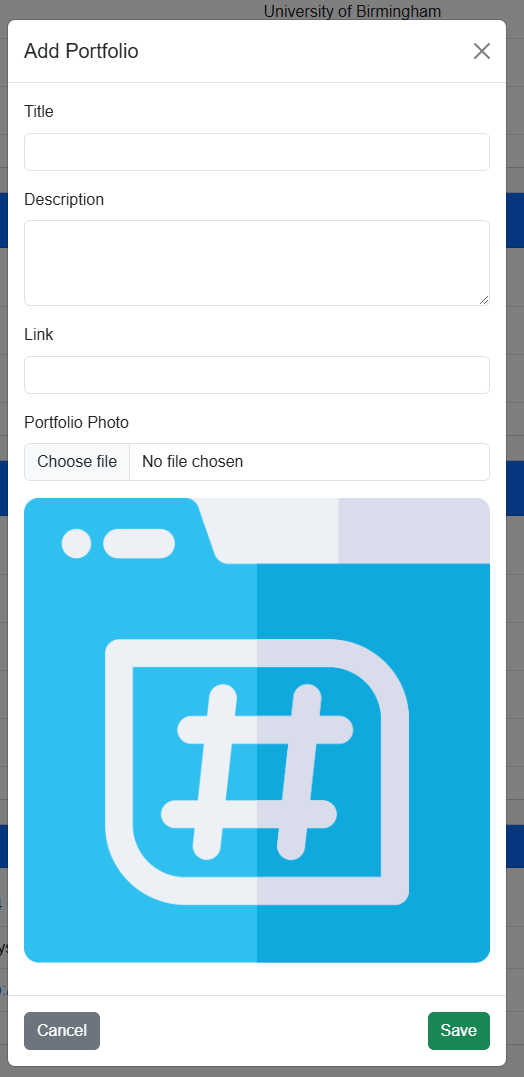 University of Birmingham
Add Portfolio
Title
Description
Link
Portfolio Photo
Choose file No file chosen
#
Cancel Save